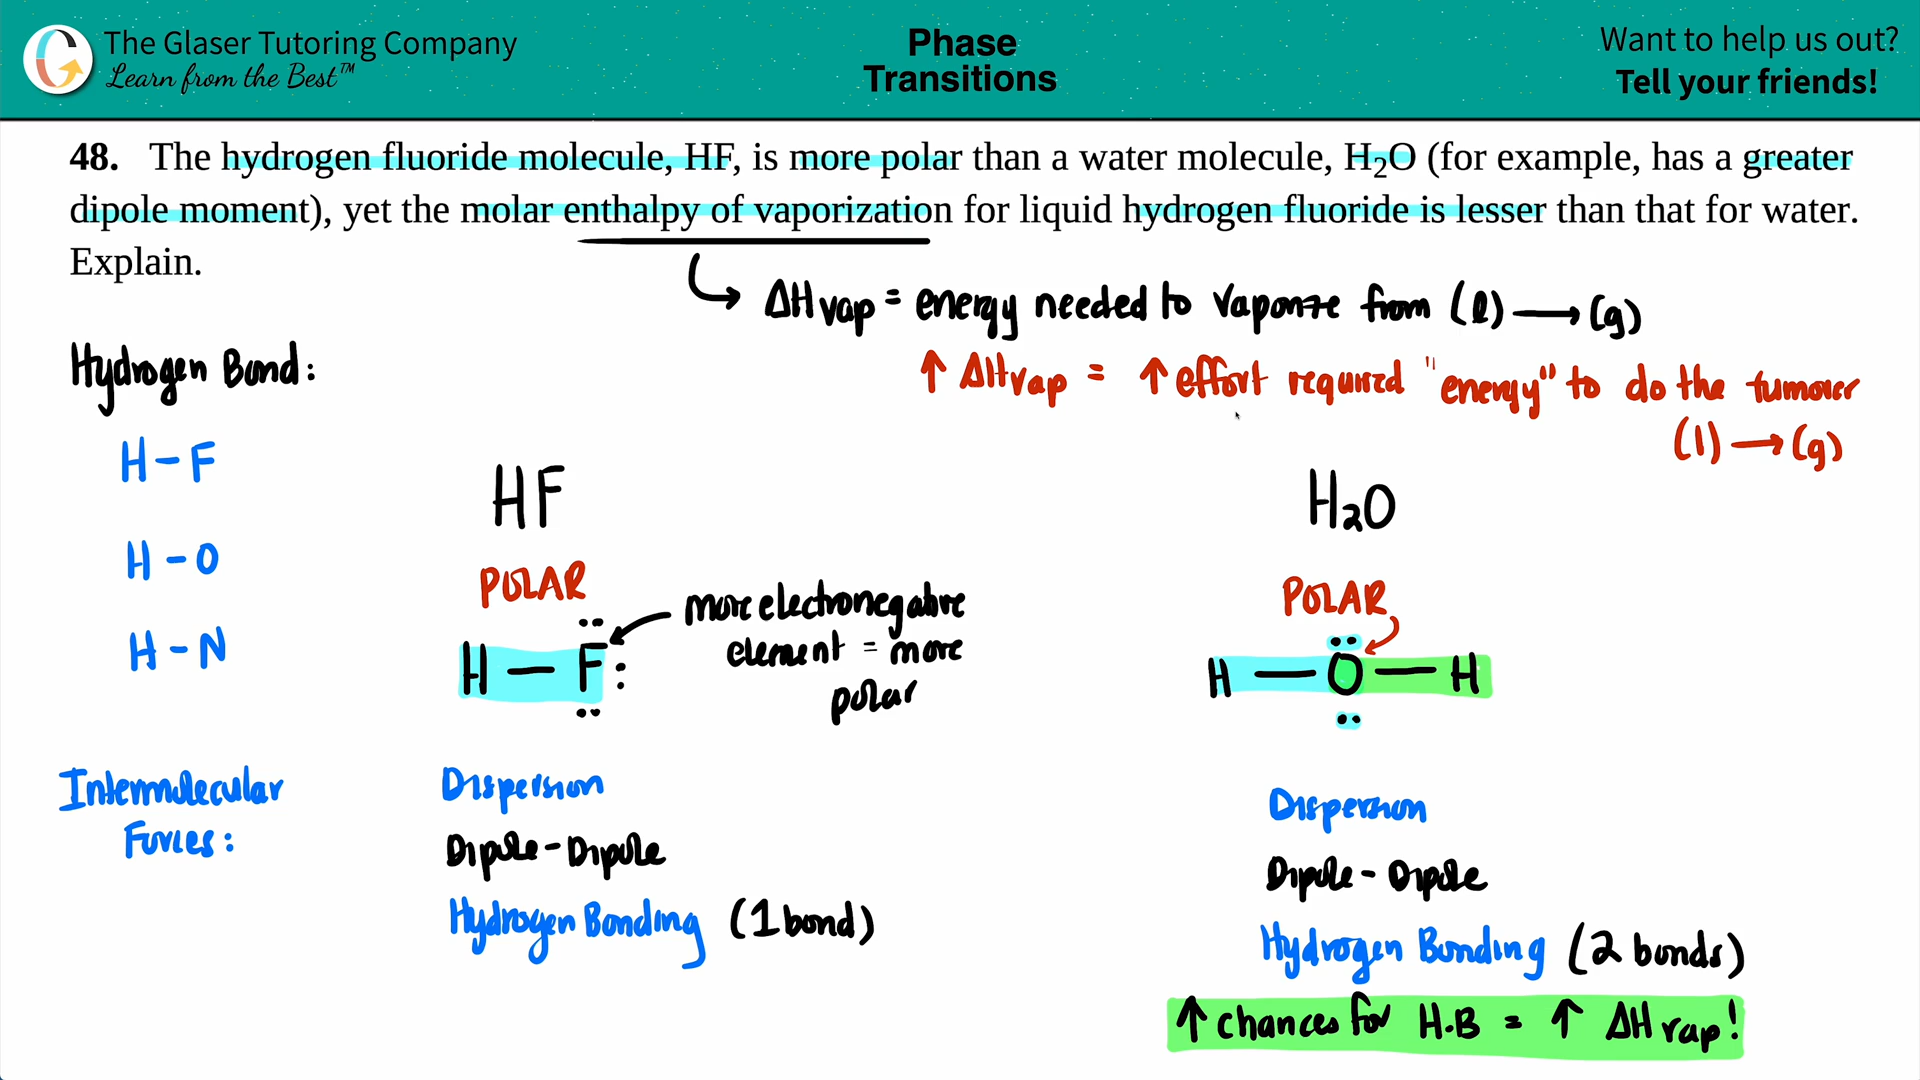 The Glaser Tutoring Company
Learn from the Best™
Phase
Transitions
Want to help us out?
Tell your friends!
48. The hydrogen fluoride molecule, HF, is more polar than a water molecule, H₂O (for example, has a greater
dipole moment), yet the molar enthalpy of vaporization for liquid hydrogen fluoride is lesser than that for water.
Explain.
ΔHvap = energy needed to vaporize from (l) → (g)
↑ ΔHvap = ↑ effort required "energy" to do the turnover
(l) → (g)
Hydrogen Bond:
H-F
H-O
H-N
HF
POLAR
H — F
more electronegative
element = more
polar
H₂O
POLAR
H — O — H
Intermolecular
Forces:
Dispersion
Dipole-Dipole
Hydrogen Bonding (1 bond)
Dispersion
Dipole-Dipole
Hydrogen Bonding (2 bonds)
↑ chances for H.B = ↑ ΔHvap!